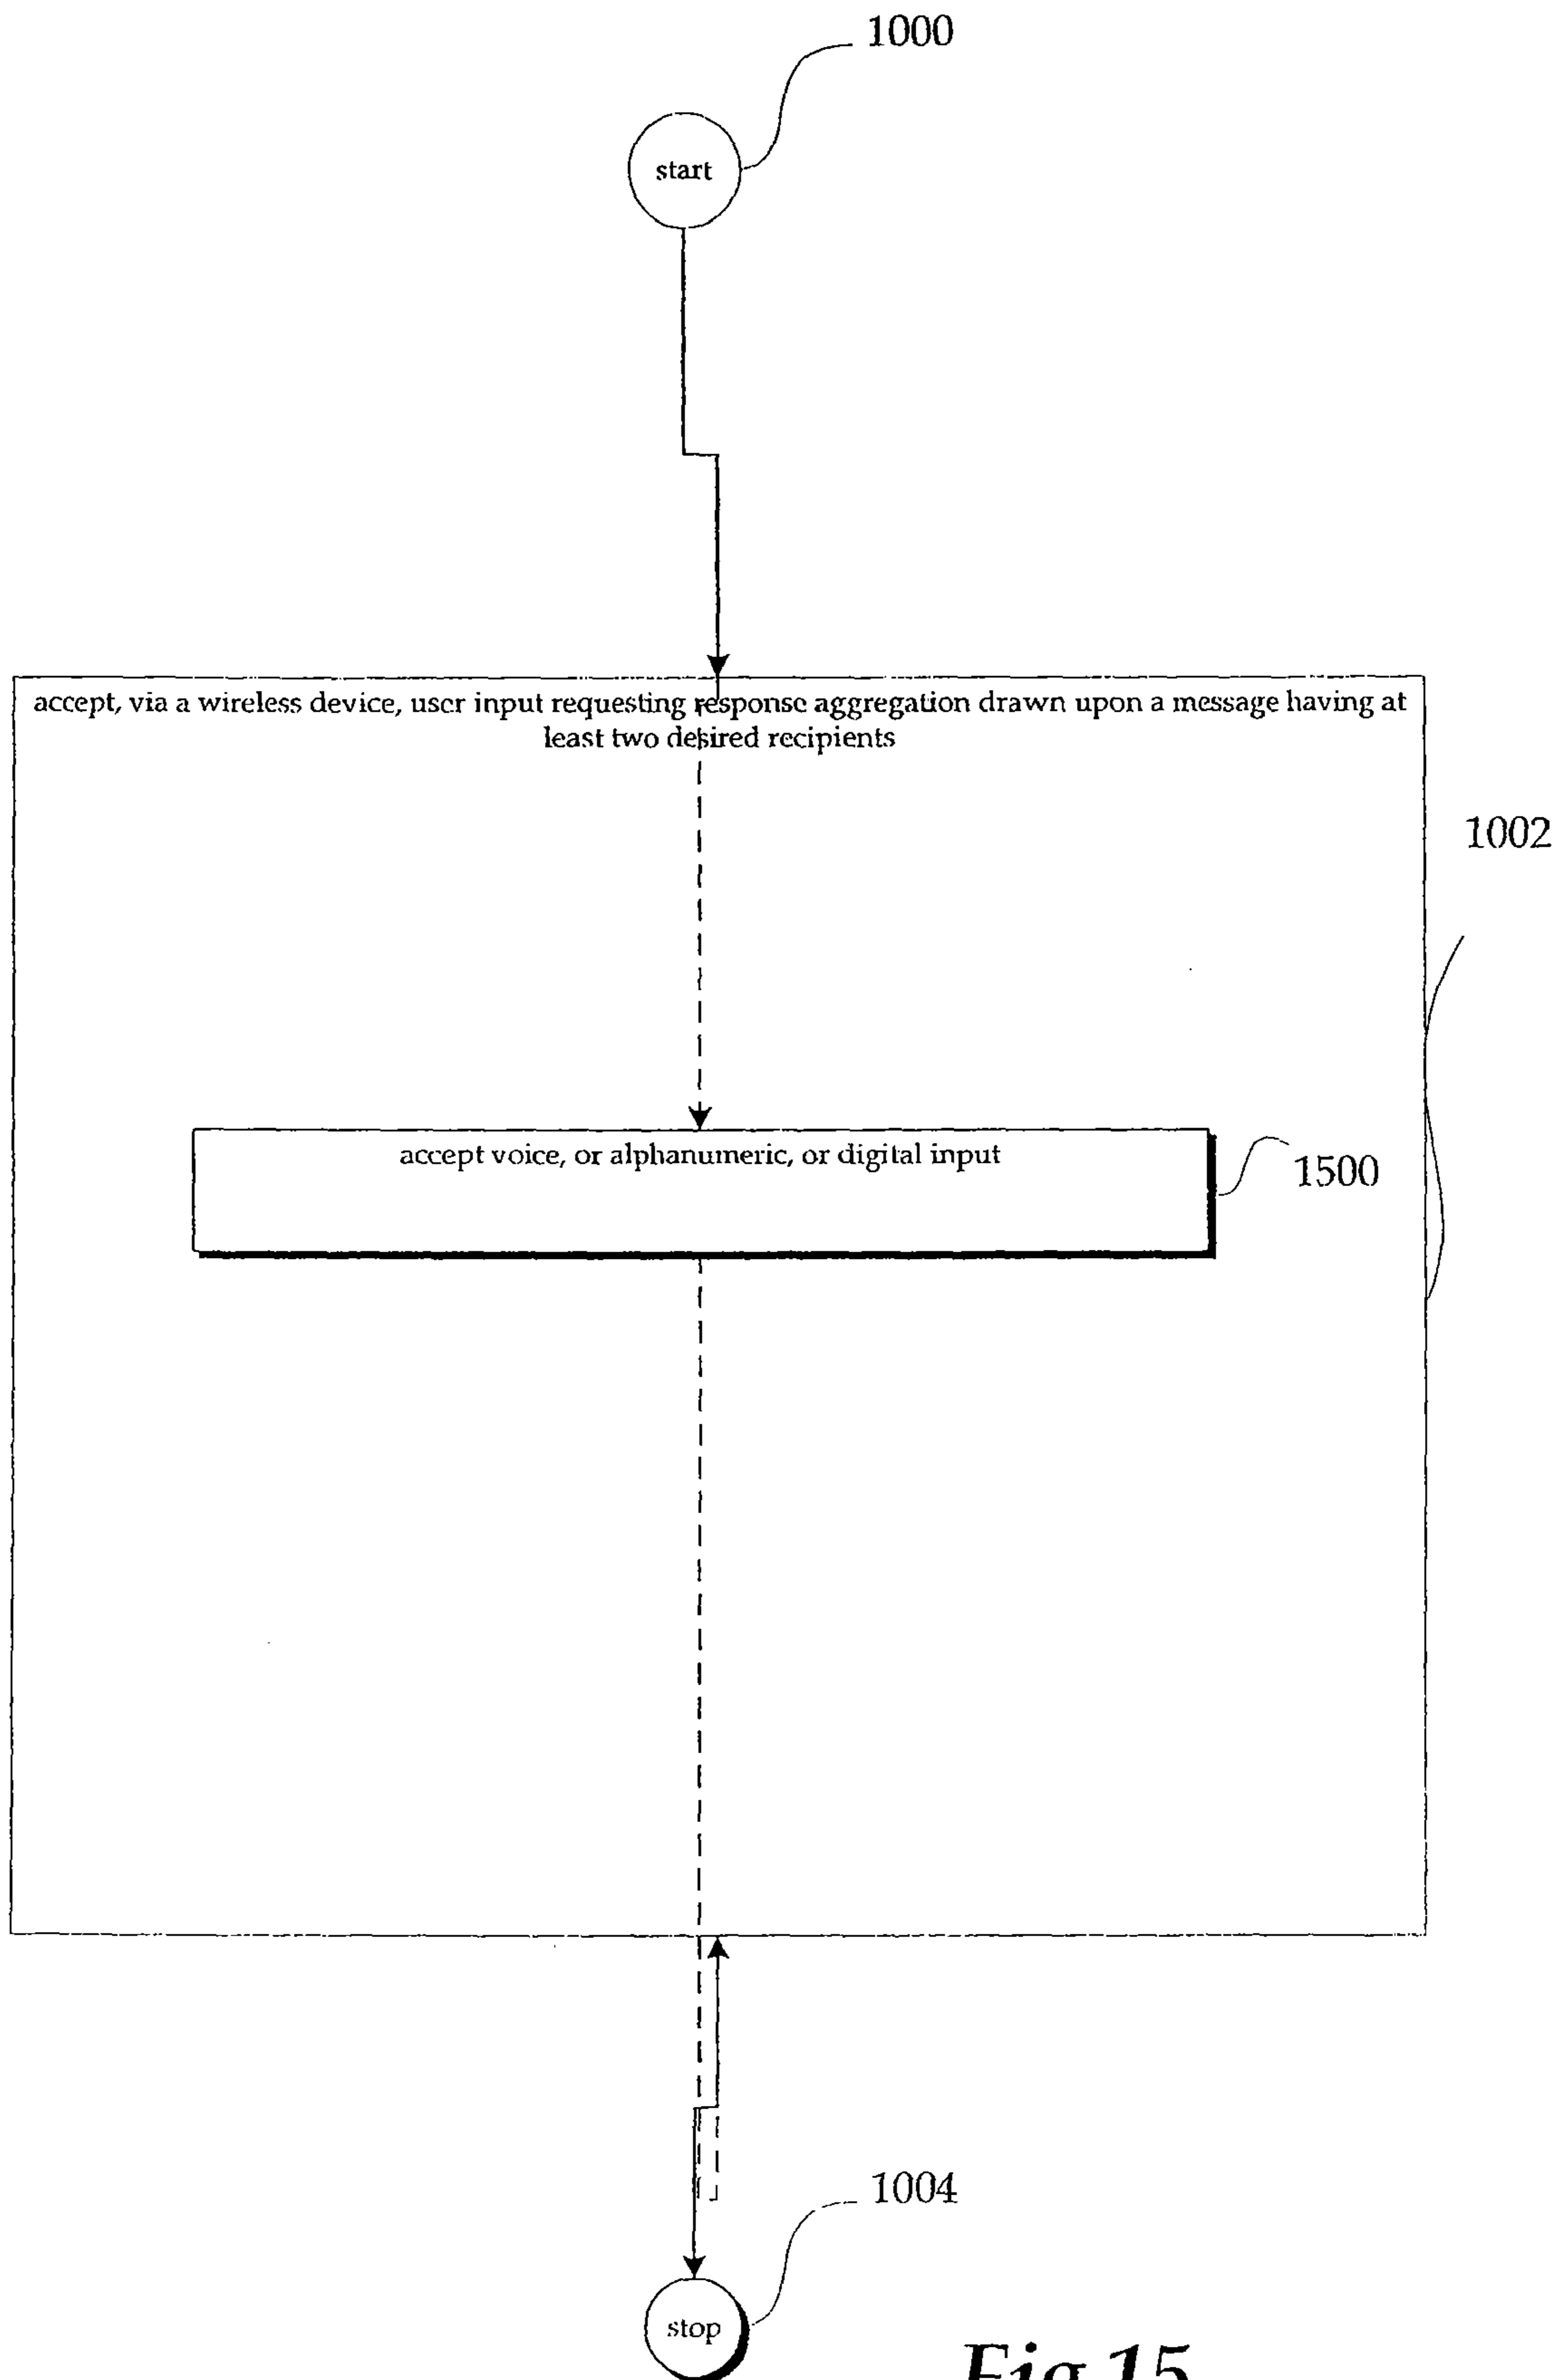 1000
start
accept, via a wireless device, user input requesting response aggregation drawn upon a message having at
least two desired recipients
1002
accept voice, or alphanumeric, or digital input
1500
1004
stop
Fig.15